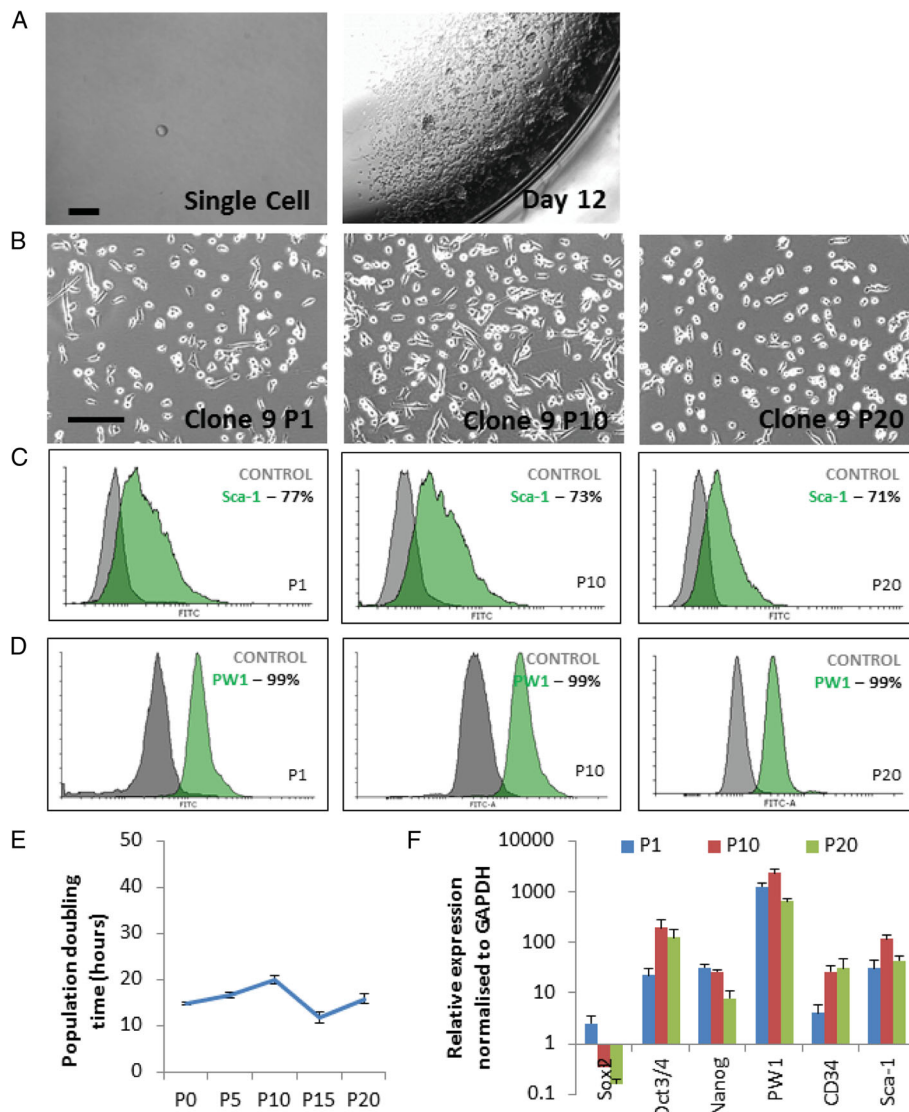 A
Single Cell
Day 12
B
Clone 9 P1
Clone 9 P10
Clone 9 P20
C
CONTROL
Sca-1 – 77%
P1
FITC
CONTROL
Sca-1 – 73%
P10
FITC
CONTROL
Sca-1 – 71%
P20
FITC
D
CONTROL
PW1 – 99%
P1
FITC
CONTROL
PW1 – 99%
P10
FITC-A
CONTROL
PW1 – 99%
P20
FITC-A
E
Population doubling
time (hours)
50
40
30
20
10
0
P0 P5 P10 P15 P20
F
Relative expression
normalised to GAPDH
P1 P10 P20
10000
1000
100
10
1
0.1
Sox2
Oct3/4
Nanog
PW1
CD34
Sca-1